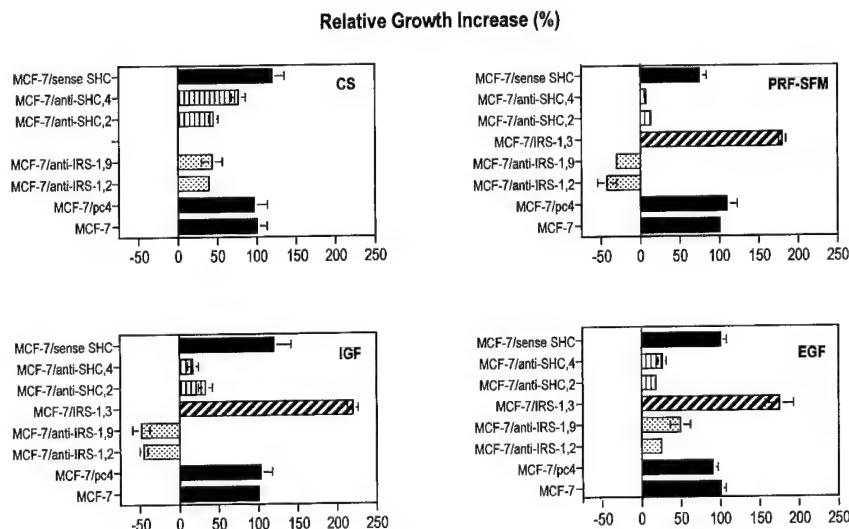 Relative Growth Increase (%)
CS
MCF-7/sense SHC
MCF-7/anti-SHC,4
MCF-7/anti-SHC,2
MCF-7/anti-IRS-1,9
MCF-7/anti-IRS-1,2
MCF-7/pc4
MCF-7
-50 0 50 100 150 200 250
PRF-SFM
MCF-7/sense SHC
MCF-7/anti-SHC,4
MCF-7/anti-SHC,2
MCF-7/IRS-1,3
MCF-7/anti-IRS-1,9
MCF-7/anti-IRS-1,2
MCF-7/pc4
MCF-7
-50 0 50 100 150 200 250
IGF
MCF-7/sense SHC
MCF-7/anti-SHC,4
MCF-7/anti-SHC,2
MCF-7/IRS-1,3
MCF-7/anti-IRS-1,9
MCF-7/anti-IRS-1,2
MCF-7/pc4
MCF-7
-50 0 50 100 150 200 250
EGF
MCF-7/sense SHC
MCF-7/anti-SHC,4
MCF-7/anti-SHC,2
MCF-7/IRS-1,3
MCF-7/anti-IRS-1,9
MCF-7/anti-IRS-1,2
MCF-7/pc4
MCF-7
-50 0 50 100 150 200 250